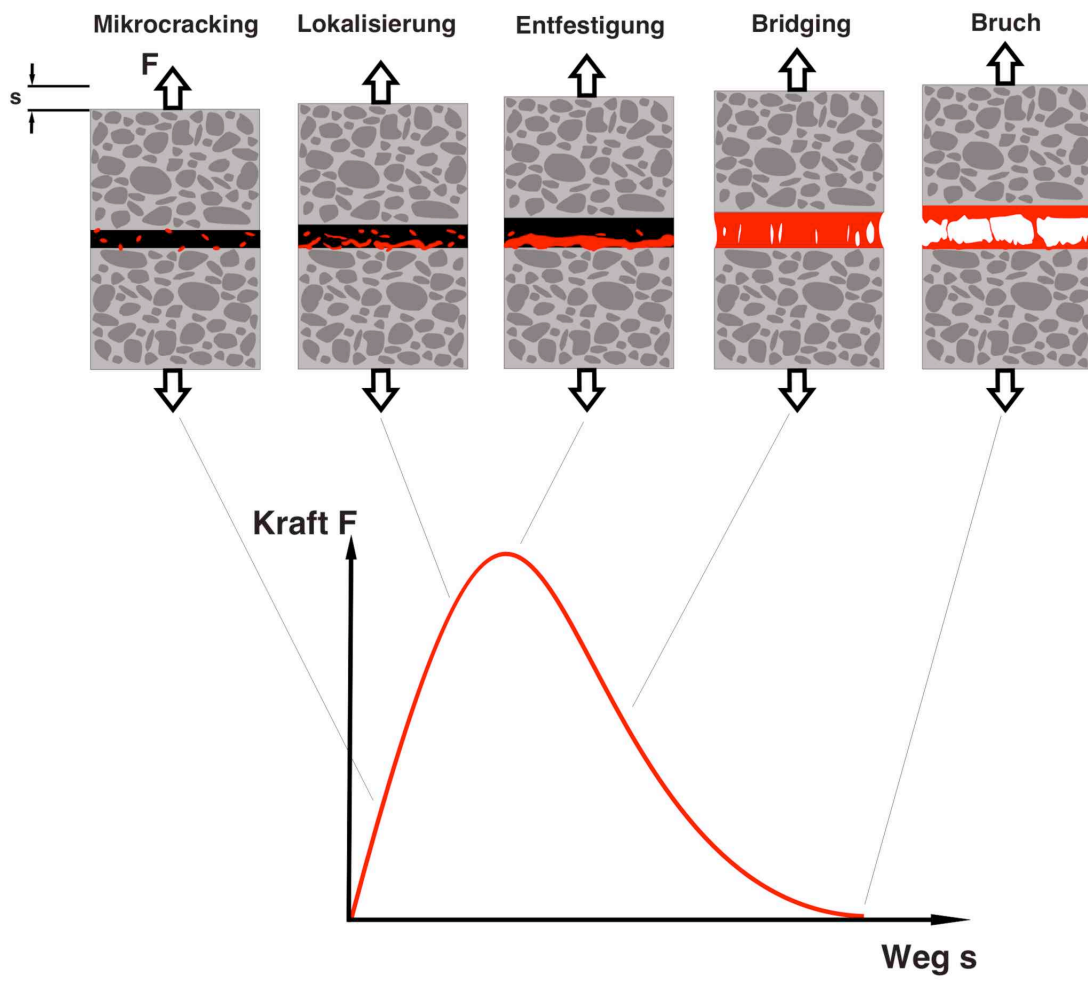 Mikrocracking
Lokalisierung
Entfestigung
Bridging
Bruch
F
s
Kraft F
Weg s